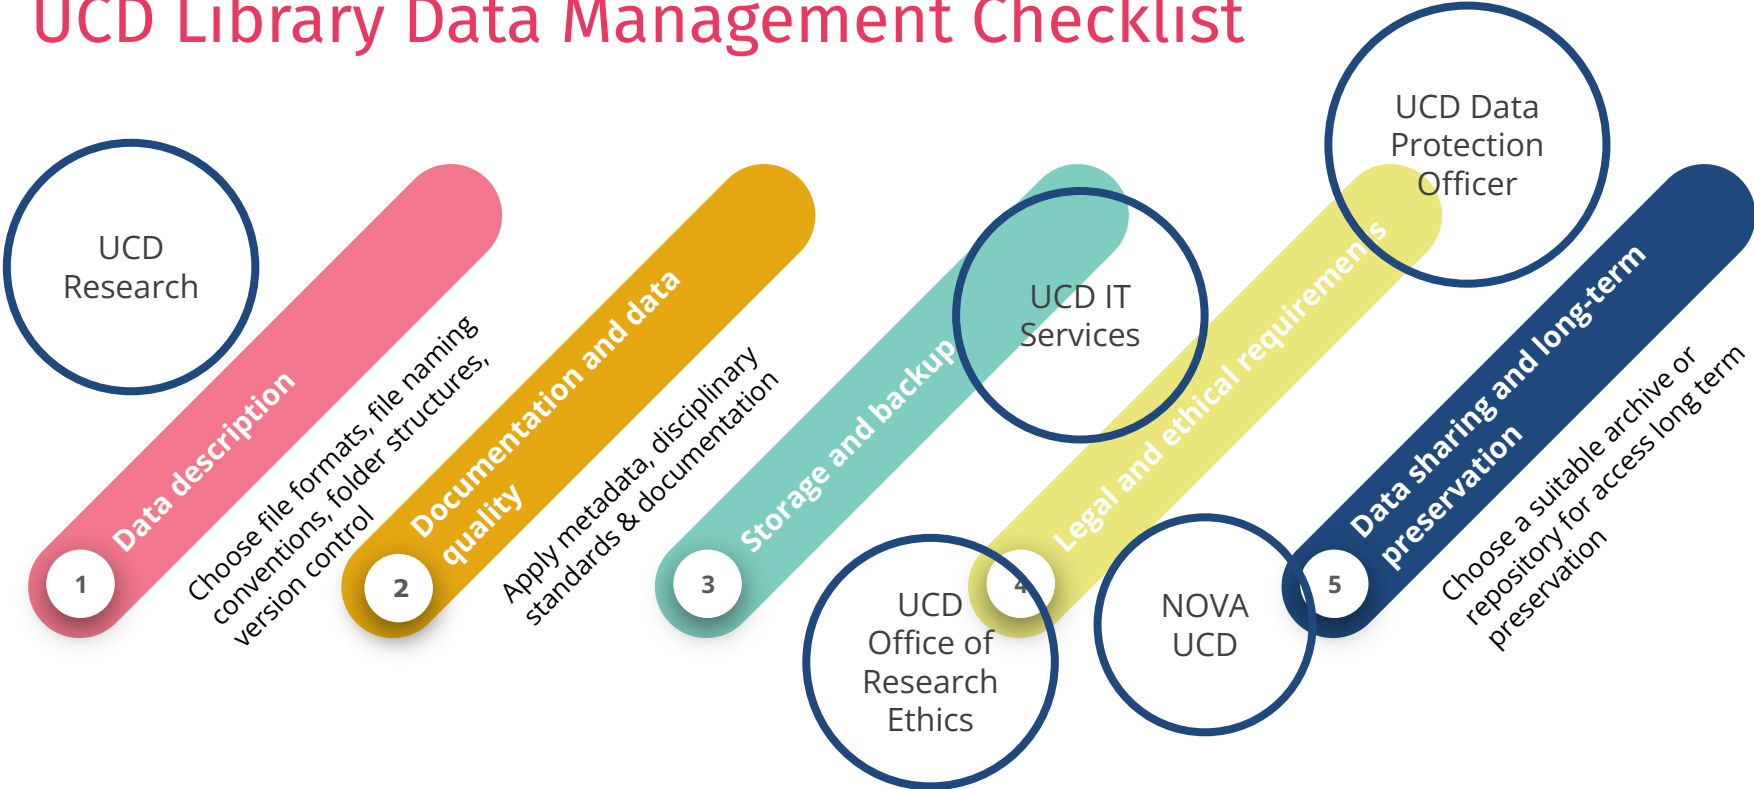 UCD Library Data Management Checklist
UCD
Research
1
Data description
Choose file formats, file naming
conventions, folder structures,
version control
2
Documentation and data
quality
Apply metadata, disciplinary
standards & documentation
3
Storage and backup
UCD IT
Services
4
Legal and ethical requirements
UCD
Office of
Research
Ethics
NOVA
UCD
UCD Data
Protection
Officer
5
Data sharing and long-term
preservation
Choose a suitable archive or
repository for access long term
preservation